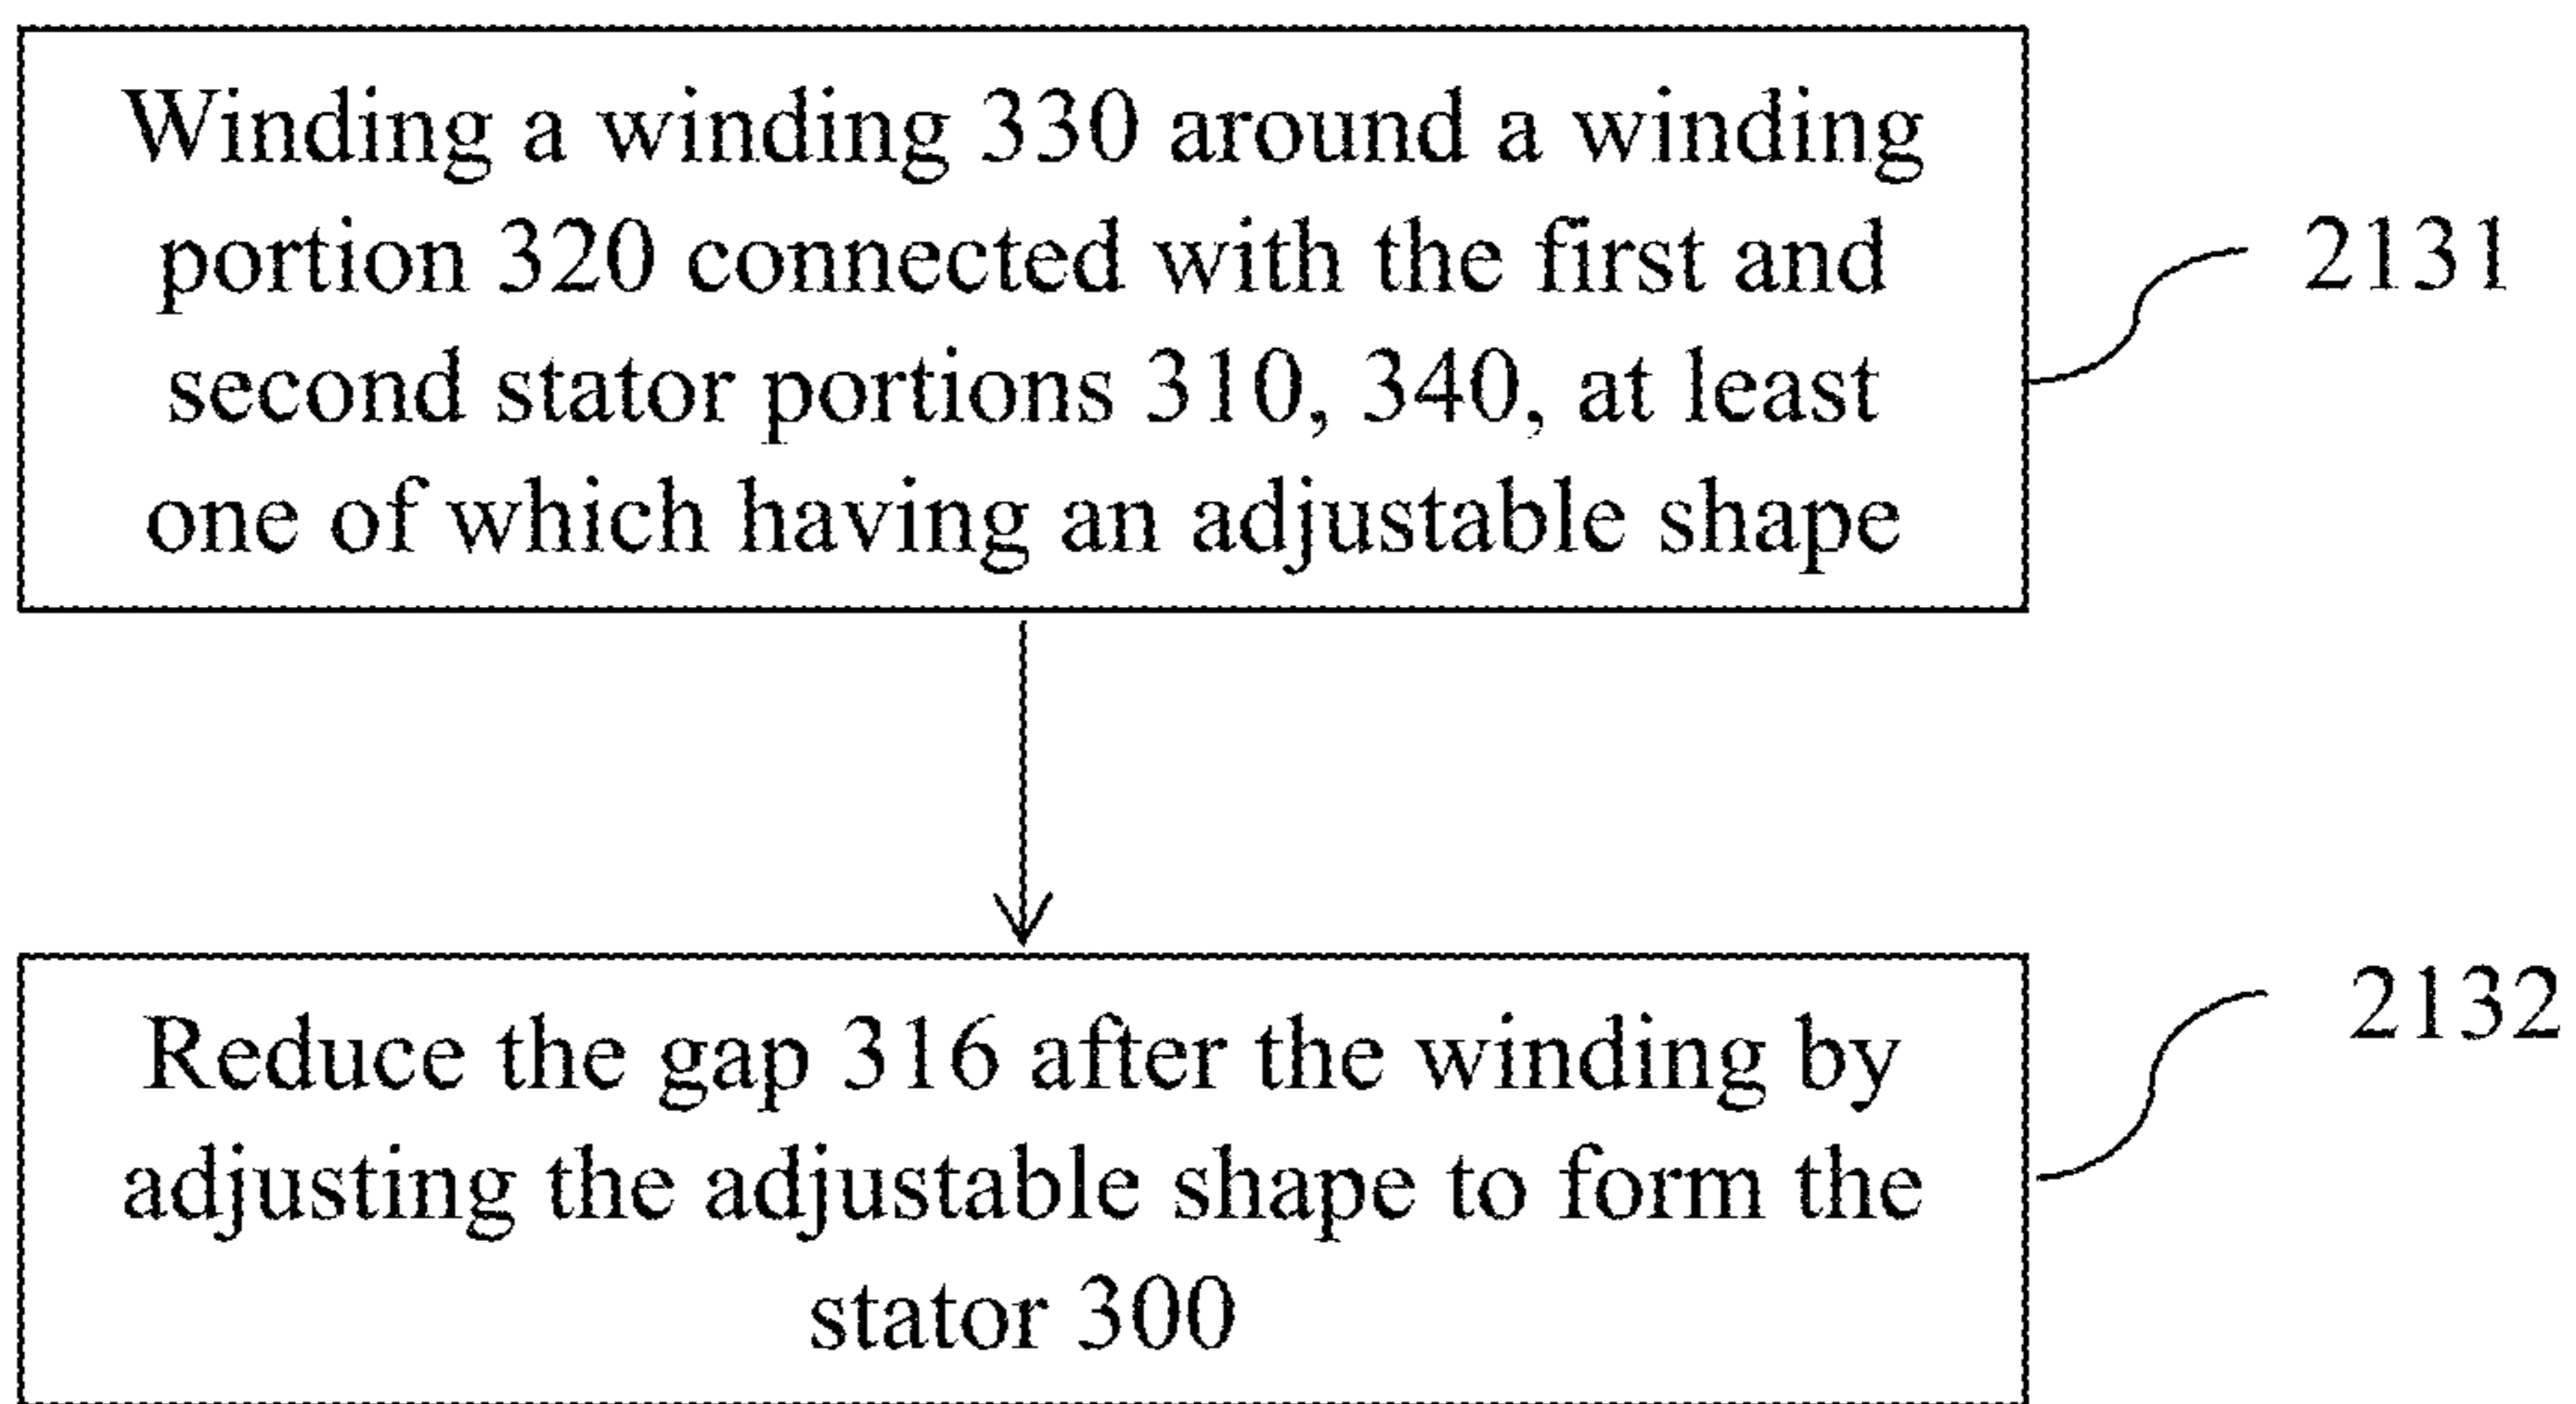 Winding a winding 330 around a winding
portion 320 connected with the first and
second stator portions 310, 340, at least
one of which having an adjustable shape
2131
Reduce the gap 316 after the winding by
adjusting the adjustable shape to form the
stator 300
2132